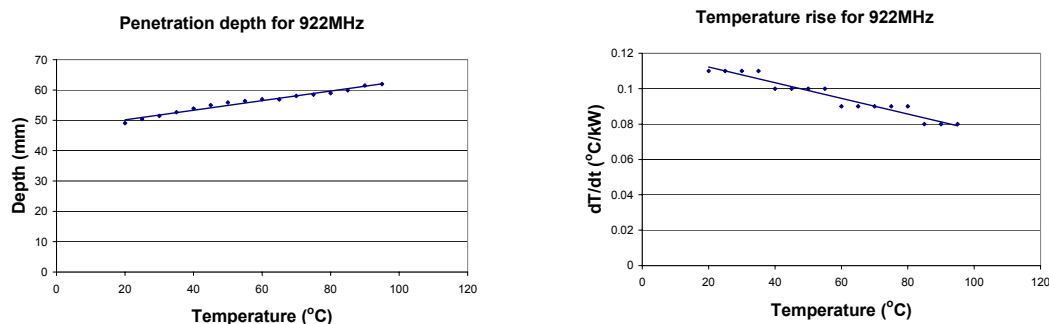 Penetration depth for 922MHz
70
60
50
40
30
20
10
0
0 20 40 60 80 100 120
Depth (mm)
Temperature (°C)
Temperature rise for 922MHz
0.12
0.1
0.08
0.06
0.04
0.02
0
0 20 40 60 80 100 120
dT/dt (°C/kW)
Temperature (°C)